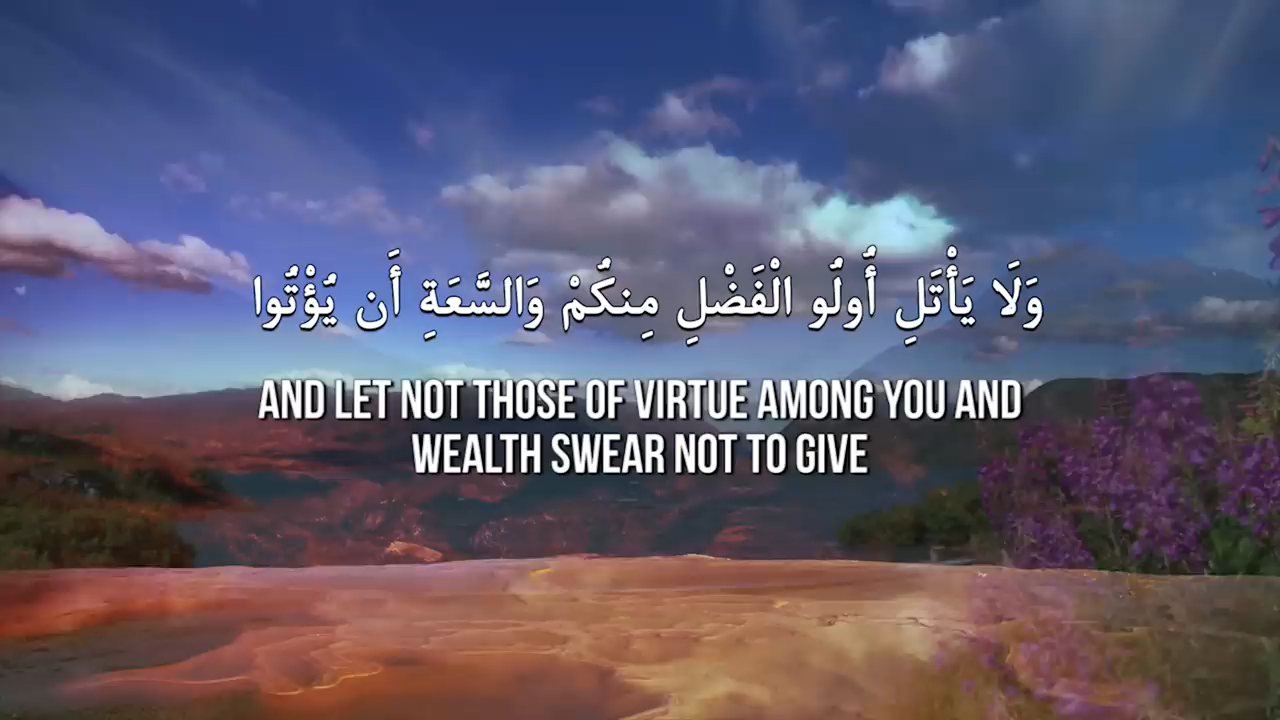 وَلَا يَأْتَلِ أُولُو الْفَضْلِ مِنكُمْ وَالسَّعَةِ أَن يُؤْتُوا
AND LET NOT THOSE OF VIRTUE AMONG YOU AND
WEALTH SWEAR NOT TO GIVE